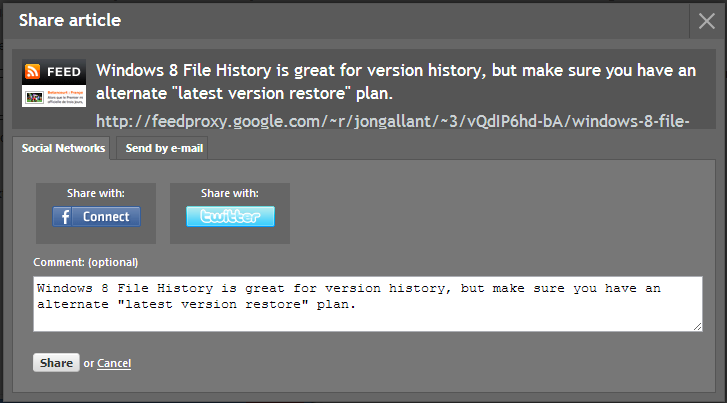 Share article
FEED
Windows 8 File History is great for version history, but make sure you have an
alternate "latest version restore" plan.
http://feedproxy.google.com/~r/jongallant/~3/vQdIP6hd-bA/windows-8-file-
Social Networks
Send by e-mail
Share with:
Share with:
f Connect
twitter
Comment: (optional)
Windows 8 File History is great for version history, but make sure you have an
alternate "latest version restore" plan.
Share or Cancel